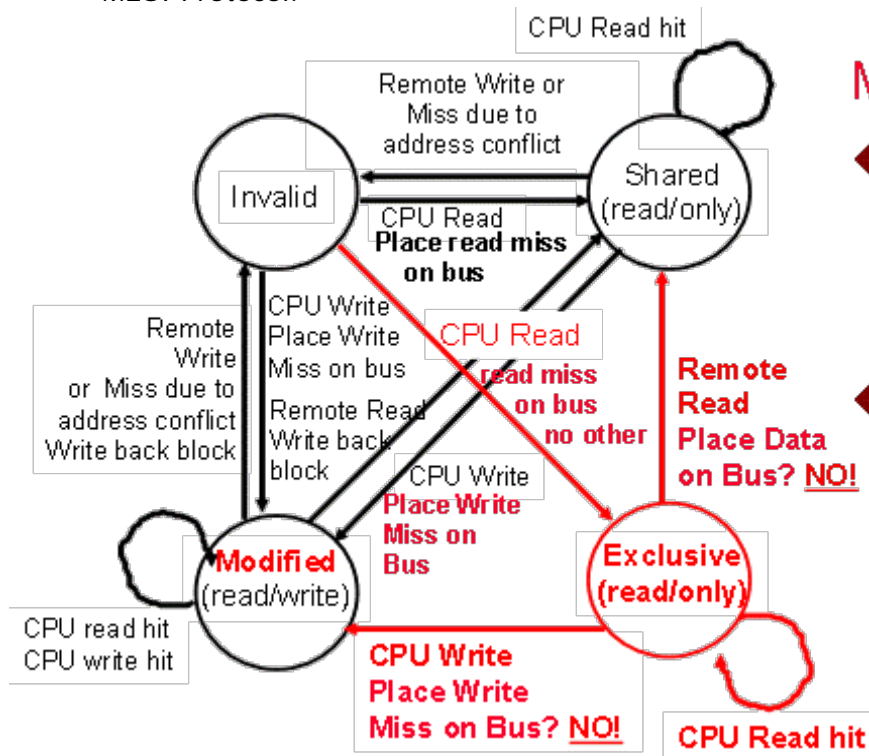 MESI Protocol:
CPU Read hit
M
Remote Write or
Miss due to
address conflict
Invalid
Shared
(read/only)
CPU Read
Place read miss
on bus
CPU Write
Place Write
Miss on bus
Remote
Write
or Miss due to
address conflict
Write back block
CPU Read
read miss
on bus
no other
Remote
Read
Place Data
on Bus? NO!
Remote Read
Write back
block
CPU Write
Place Write
Miss on
Bus
Modified
(read/write)
Exclusive
(read/only)
CPU read hit
CPU write hit
CPU Write
Place Write
Miss on Bus? NO!
CPU Read hit